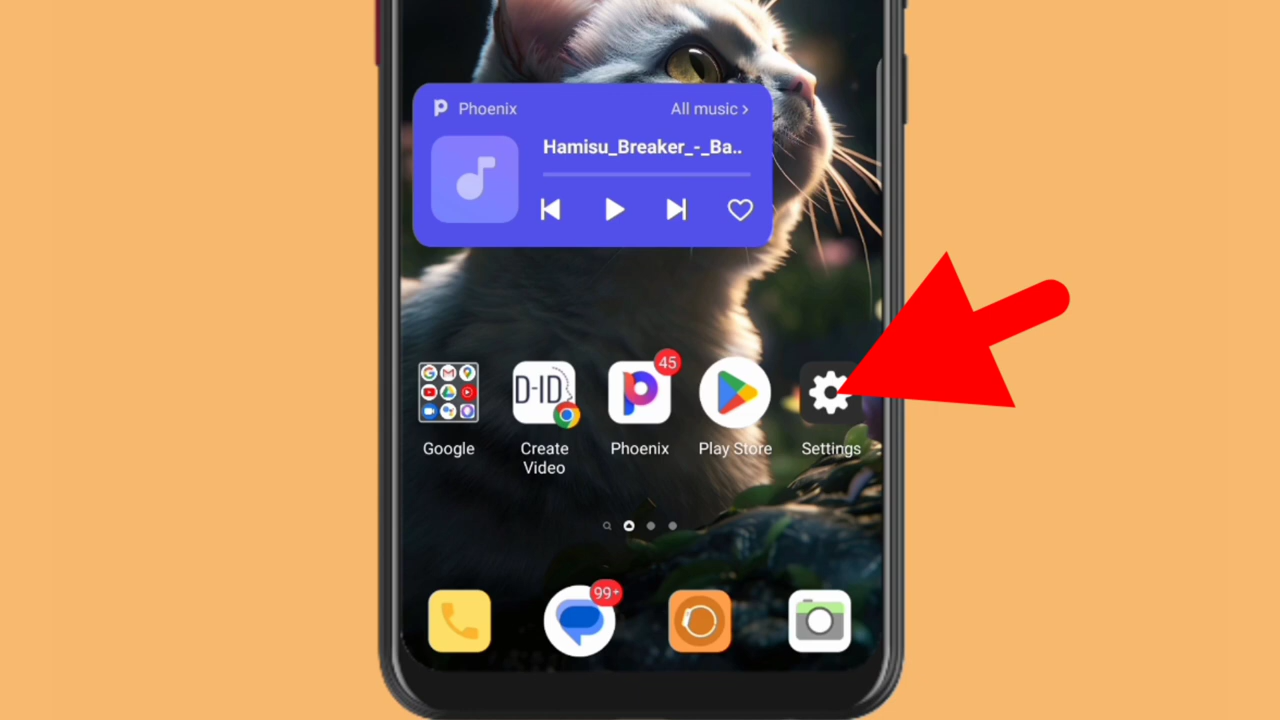 Phoenix
All music ›
Hamisu_Breaker_-_Ba..
45
D-ID
Google
Create
Video
Phoenix
Play Store
Settings
99+